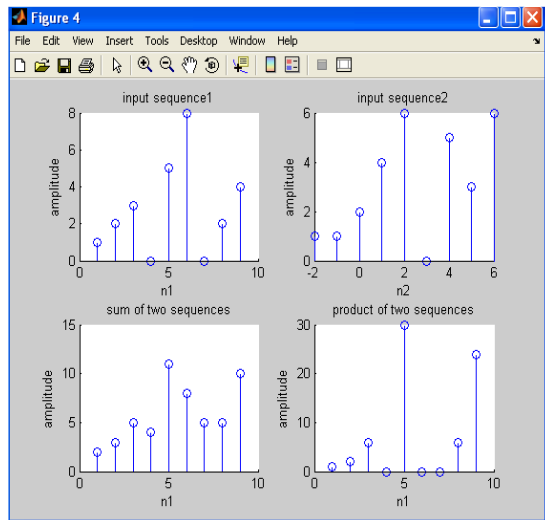 Figure 4
File Edit View Insert Tools Desktop Window Help
input sequence1
8
6
4
2
0
0 5 10
amplitude
n1
input sequence2
6
4
2
0
-2 0 2 4 6
amplitude
n2
sum of two sequences
15
10
5
0
0 5 10
amplitude
n1
product of two sequences
30
20
10
0
0 5 10
amplitude
n1